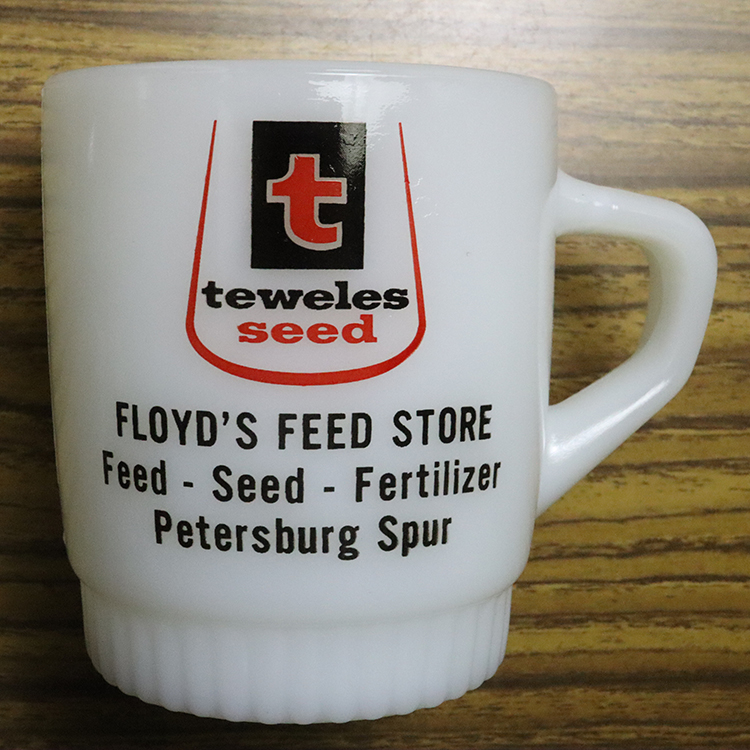 t
teweles
seed
FLOYD'S FEED STORE
Feed - Seed - Fertilizer
Petersburg Spur